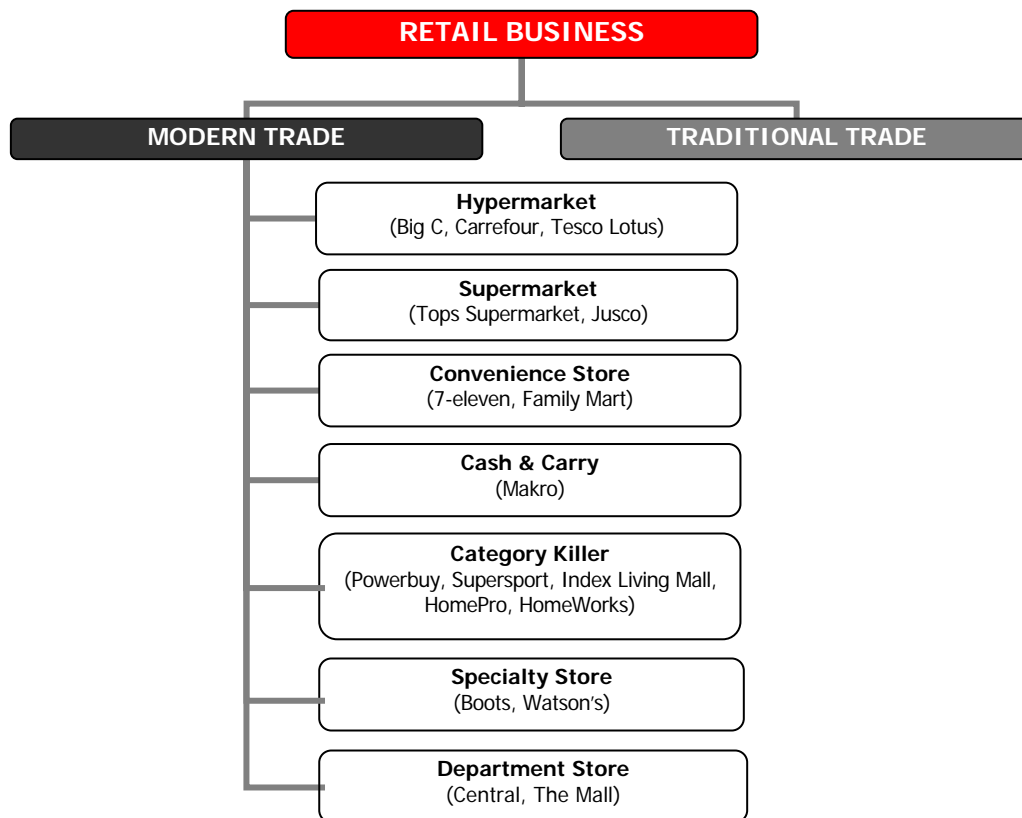 RETAIL BUSINESS
MODERN TRADE
TRADITIONAL TRADE
Hypermarket
(Big C, Carrefour, Tesco Lotus)
Supermarket
(Tops Supermarket, Jusco)
Convenience Store
(7-eleven, Family Mart)
Cash & Carry
(Makro)
Category Killer
(Powerbuy, Supersport, Index Living Mall,
HomePro, HomeWorks)
Specialty Store
(Boots, Watson's)
Department Store
(Central, The Mall)